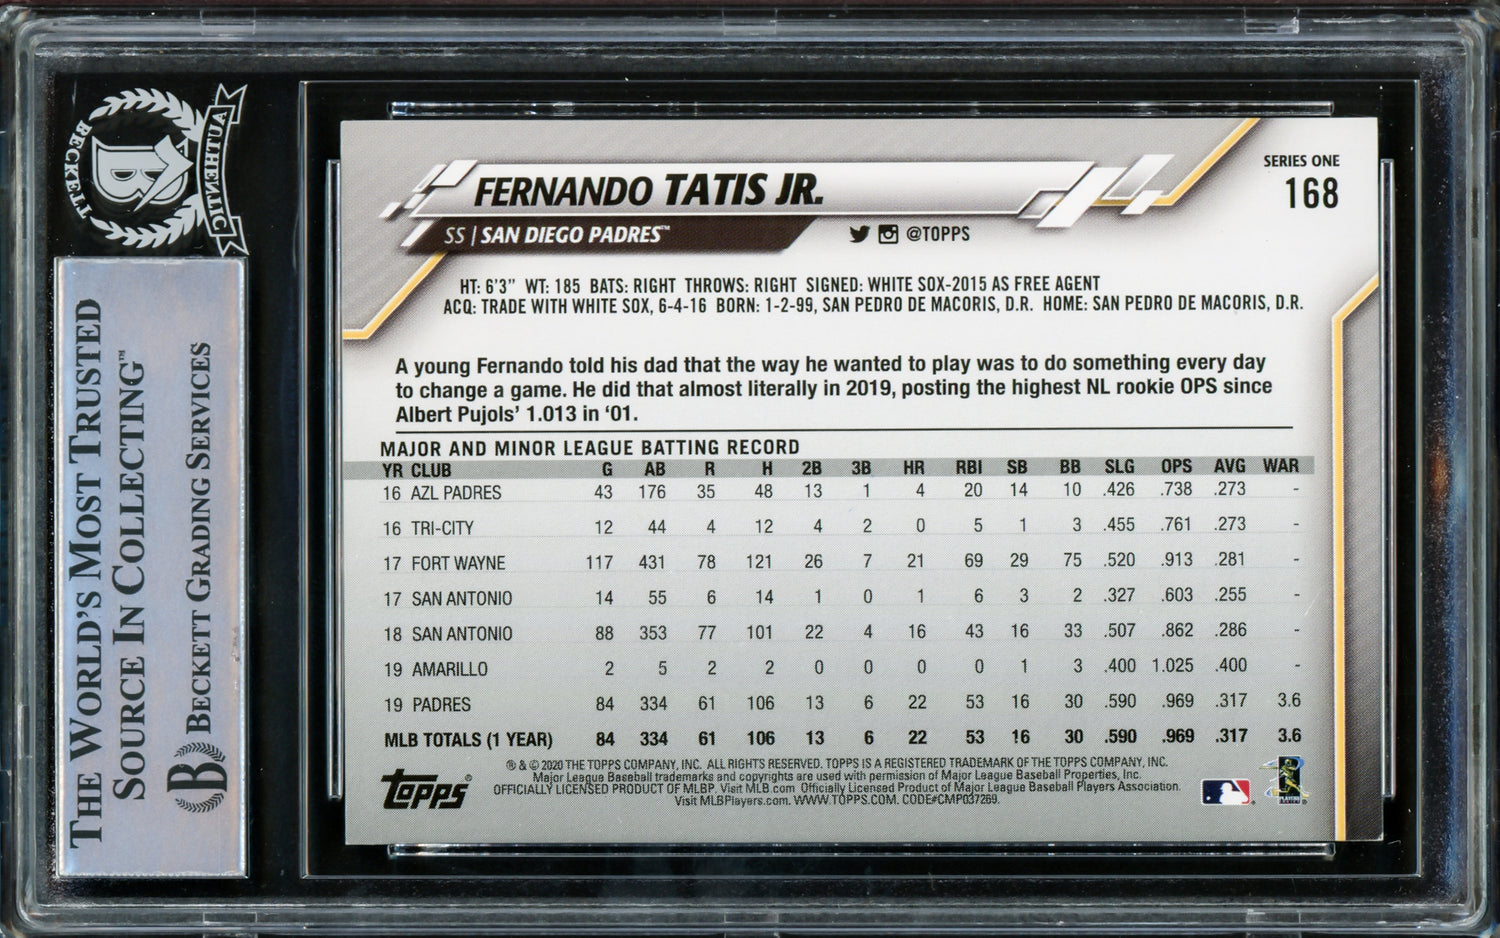 BECKETT
AUTHENTIC
B
THE WORLD'S MOST TRUSTED
SOURCE IN COLLECTING™
BECKETT GRADING SERVICES
SERIES ONE
168
FERNANDO TATIS JR.
SS | SAN DIEGO PADRES™
@TOPPS
HT: 6'3" WT: 185 BATS: RIGHT THROWS: RIGHT SIGNED: WHITE SOX-2015 AS FREE AGENT
ACQ: TRADE WITH WHITE SOX, 6-4-16 BORN: 1-2-99, SAN PEDRO DE MACORIS, D.R. HOME: SAN PEDRO DE MACORIS, D.R.
A young Fernando told his dad that the way he wanted to play was to do something every day
to change a game. He did that almost literally in 2019, posting the highest NL rookie OPS since
Albert Pujols' 1.013 in '01.
MAJOR AND MINOR LEAGUE BATTING RECORD
YR CLUB G AB R H 2B 3B HR RBI SB BB SLG OPS AVG WAR
16 AZL PADRES 43 176 35 48 13 1 4 20 14 10 .426 .738 .273 -
16 TRI-CITY 12 44 4 12 4 2 0 5 1 3 .455 .761 .273 -
17 FORT WAYNE 117 431 78 121 26 7 21 69 29 75 .520 .913 .281 -
17 SAN ANTONIO 14 55 6 14 1 0 1 6 3 2 .327 .603 .255 -
18 SAN ANTONIO 88 353 77 101 22 4 16 43 16 33 .507 .862 .286 -
19 AMARILLO 2 5 2 2 0 0 0 0 1 3 .400 1.025 .400 -
19 PADRES 84 334 61 106 13 6 22 53 16 30 .590 .969 .317 3.6
MLB TOTALS (1 YEAR) 84 334 61 106 13 6 22 53 16 30 .590 .969 .317 3.6
® & © 2020 THE TOPPS COMPANY, INC. ALL RIGHTS RESERVED. TOPPS IS A REGISTERED TRADEMARK OF THE TOPPS COMPANY, INC.
Major League Baseball trademarks and copyrights are used with permission of Major League Baseball Properties, Inc.
OFFICIALLY LICENSED PRODUCT OF MLBP. Visit MLB.com Officially Licensed Product of Major League Baseball Players Association.
Visit MLBPlayers.com. WWW.TOPPS.COM. CODE#CMP037269.
Topps®